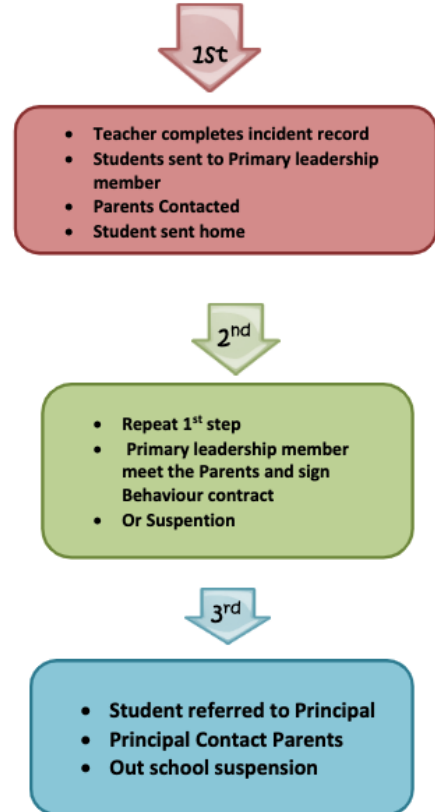 1st
• Teacher completes incident record
• Students sent to Primary leadership
member
• Parents Contacted
• Student sent home
2nd
• Repeat 1st step
• Primary leadership member
meet the Parents and sign
Behaviour contract
• Or Suspention
3rd
• Student referred to Principal
• Principal Contact Parents
• Out school suspension